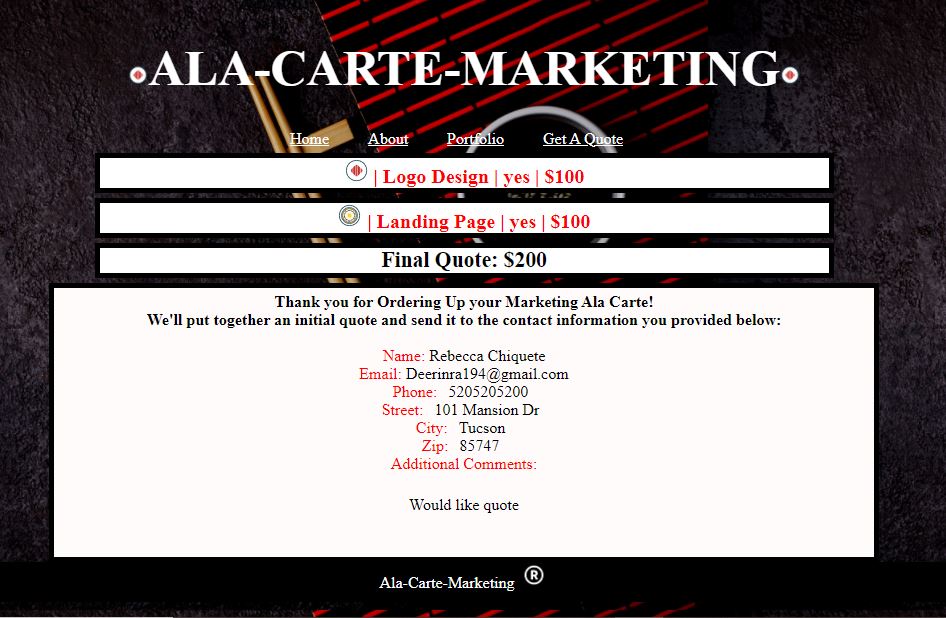 ALA-CARTE-MARKETING
Home About Portfolio Get A Quote
| Logo Design | yes | $100
| Landing Page | yes | $100
Final Quote: $200
Thank you for Ordering Up your Marketing Ala Carte!
We'll put together an initial quote and send it to the contact information you provided below:
Name: Rebecca Chiquete
Email: Deerinra194@gmail.com
Phone: 5205205200
Street: 101 Mansion Dr
City: Tucson
Zip: 85747
Additional Comments:
Would like quote
Ala-Carte-Marketing ®